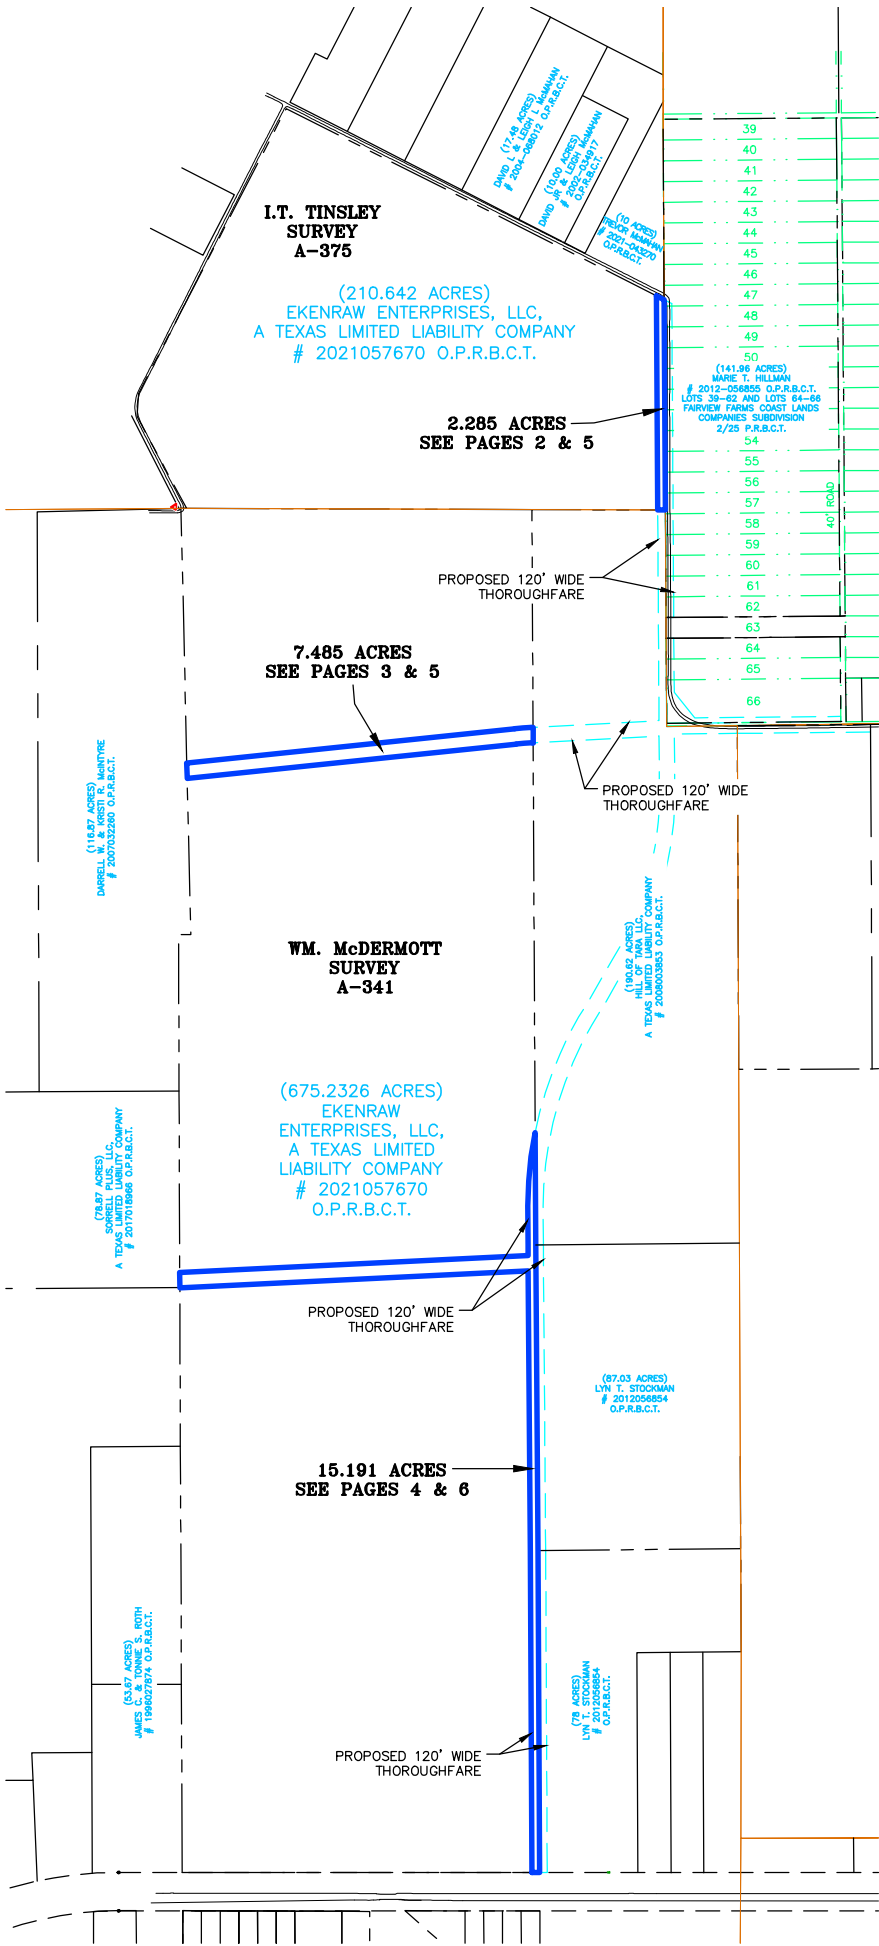 (17.48 ACRES)
DAVID L & LEIGH L McMAHAN
# 2004-068012 O.P.R.B.C.T.
(10.00 ACRES)
DAVID JR & LEIGH McMAHAN
# 2002-034917
O.P.R.B.C.T.
(10 ACRES)
TREVOR McMAHAN
# 2021-043270
O.P.R.B.C.T.
I.T. TINSLEY
SURVEY
A-375
(210.642 ACRES)
EKENRAW ENTERPRISES, LLC,
A TEXAS LIMITED LIABILITY COMPANY
# 2021057670 O.P.R.B.C.T.
39
40
41
42
43
44
45
46
47
48
49
50
(141.96 ACRES)
MARIE T. HILLMAN
# 2012-056855 O.P.R.B.C.T.
LOTS 39-62 AND LOTS 64-66
FAIRVIEW FARMS COAST LANDS
COMPANIES SUBDIVISION
2/25 P.R.B.C.T.
54
55
56
57
58
59
60
61
62
63
64
65
66
40' ROAD
2.285 ACRES
SEE PAGES 2 & 5
PROPOSED 120' WIDE
THOROUGHFARE
7.485 ACRES
SEE PAGES 3 & 5
PROPOSED 120' WIDE
THOROUGHFARE
(116.87 ACRES)
DARRELL W. & KRISTI R. McINTYRE
# 2007032260 O.P.R.B.C.T.
WM. McDERMOTT
SURVEY
A-341
(190.62 ACRES)
HILL OF TARA LLC,
A TEXAS LIMITED LIABILITY COMPANY
# 2008003853 O.P.R.B.C.T.
(675.2326 ACRES)
EKENRAW
ENTERPRISES, LLC,
A TEXAS LIMITED
LIABILITY COMPANY
# 2021057670
O.P.R.B.C.T.
(78.87 ACRES)
SORRELL PLUS, LLC,
A TEXAS LIMITED LIABILITY COMPANY
# 2017018966 O.P.R.B.C.T.
PROPOSED 120' WIDE
THOROUGHFARE
(87.03 ACRES)
LYN T. STOCKMAN
# 2012056854
O.P.R.B.C.T.
15.191 ACRES
SEE PAGES 4 & 6
(53.67 ACRES)
JAMES C. & TONNIE S. ROTH
# 1996027874 O.P.R.B.C.T.
(78 ACRES)
LYN T. STOCKMAN
# 2012056854
O.P.R.B.C.T.
PROPOSED 120' WIDE
THOROUGHFARE